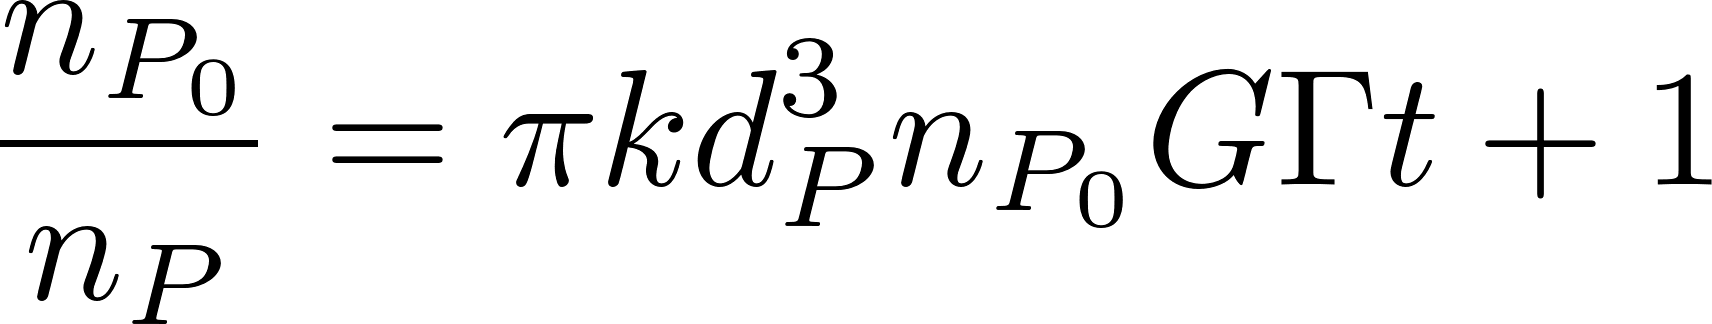 \frac{n_{P_0}}{n_P} = \pi k d_P^3 n_{P_0} G \Gamma t + 1